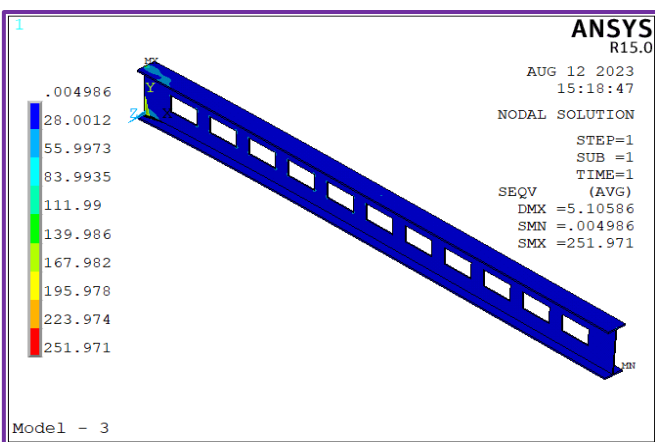 1
ANSYS
R15.0
AUG 12 2023
15:18:47
NODAL SOLUTION
STEP=1
SUB =1
TIME=1
SEQV (AVG)
DMX =5.10586
SMN =.004986
SMX =251.971
.004986
28.0012
55.9973
83.9935
111.99
139.986
167.982
195.978
223.974
251.971
MX
Y
Z
X
MN
Model - 3